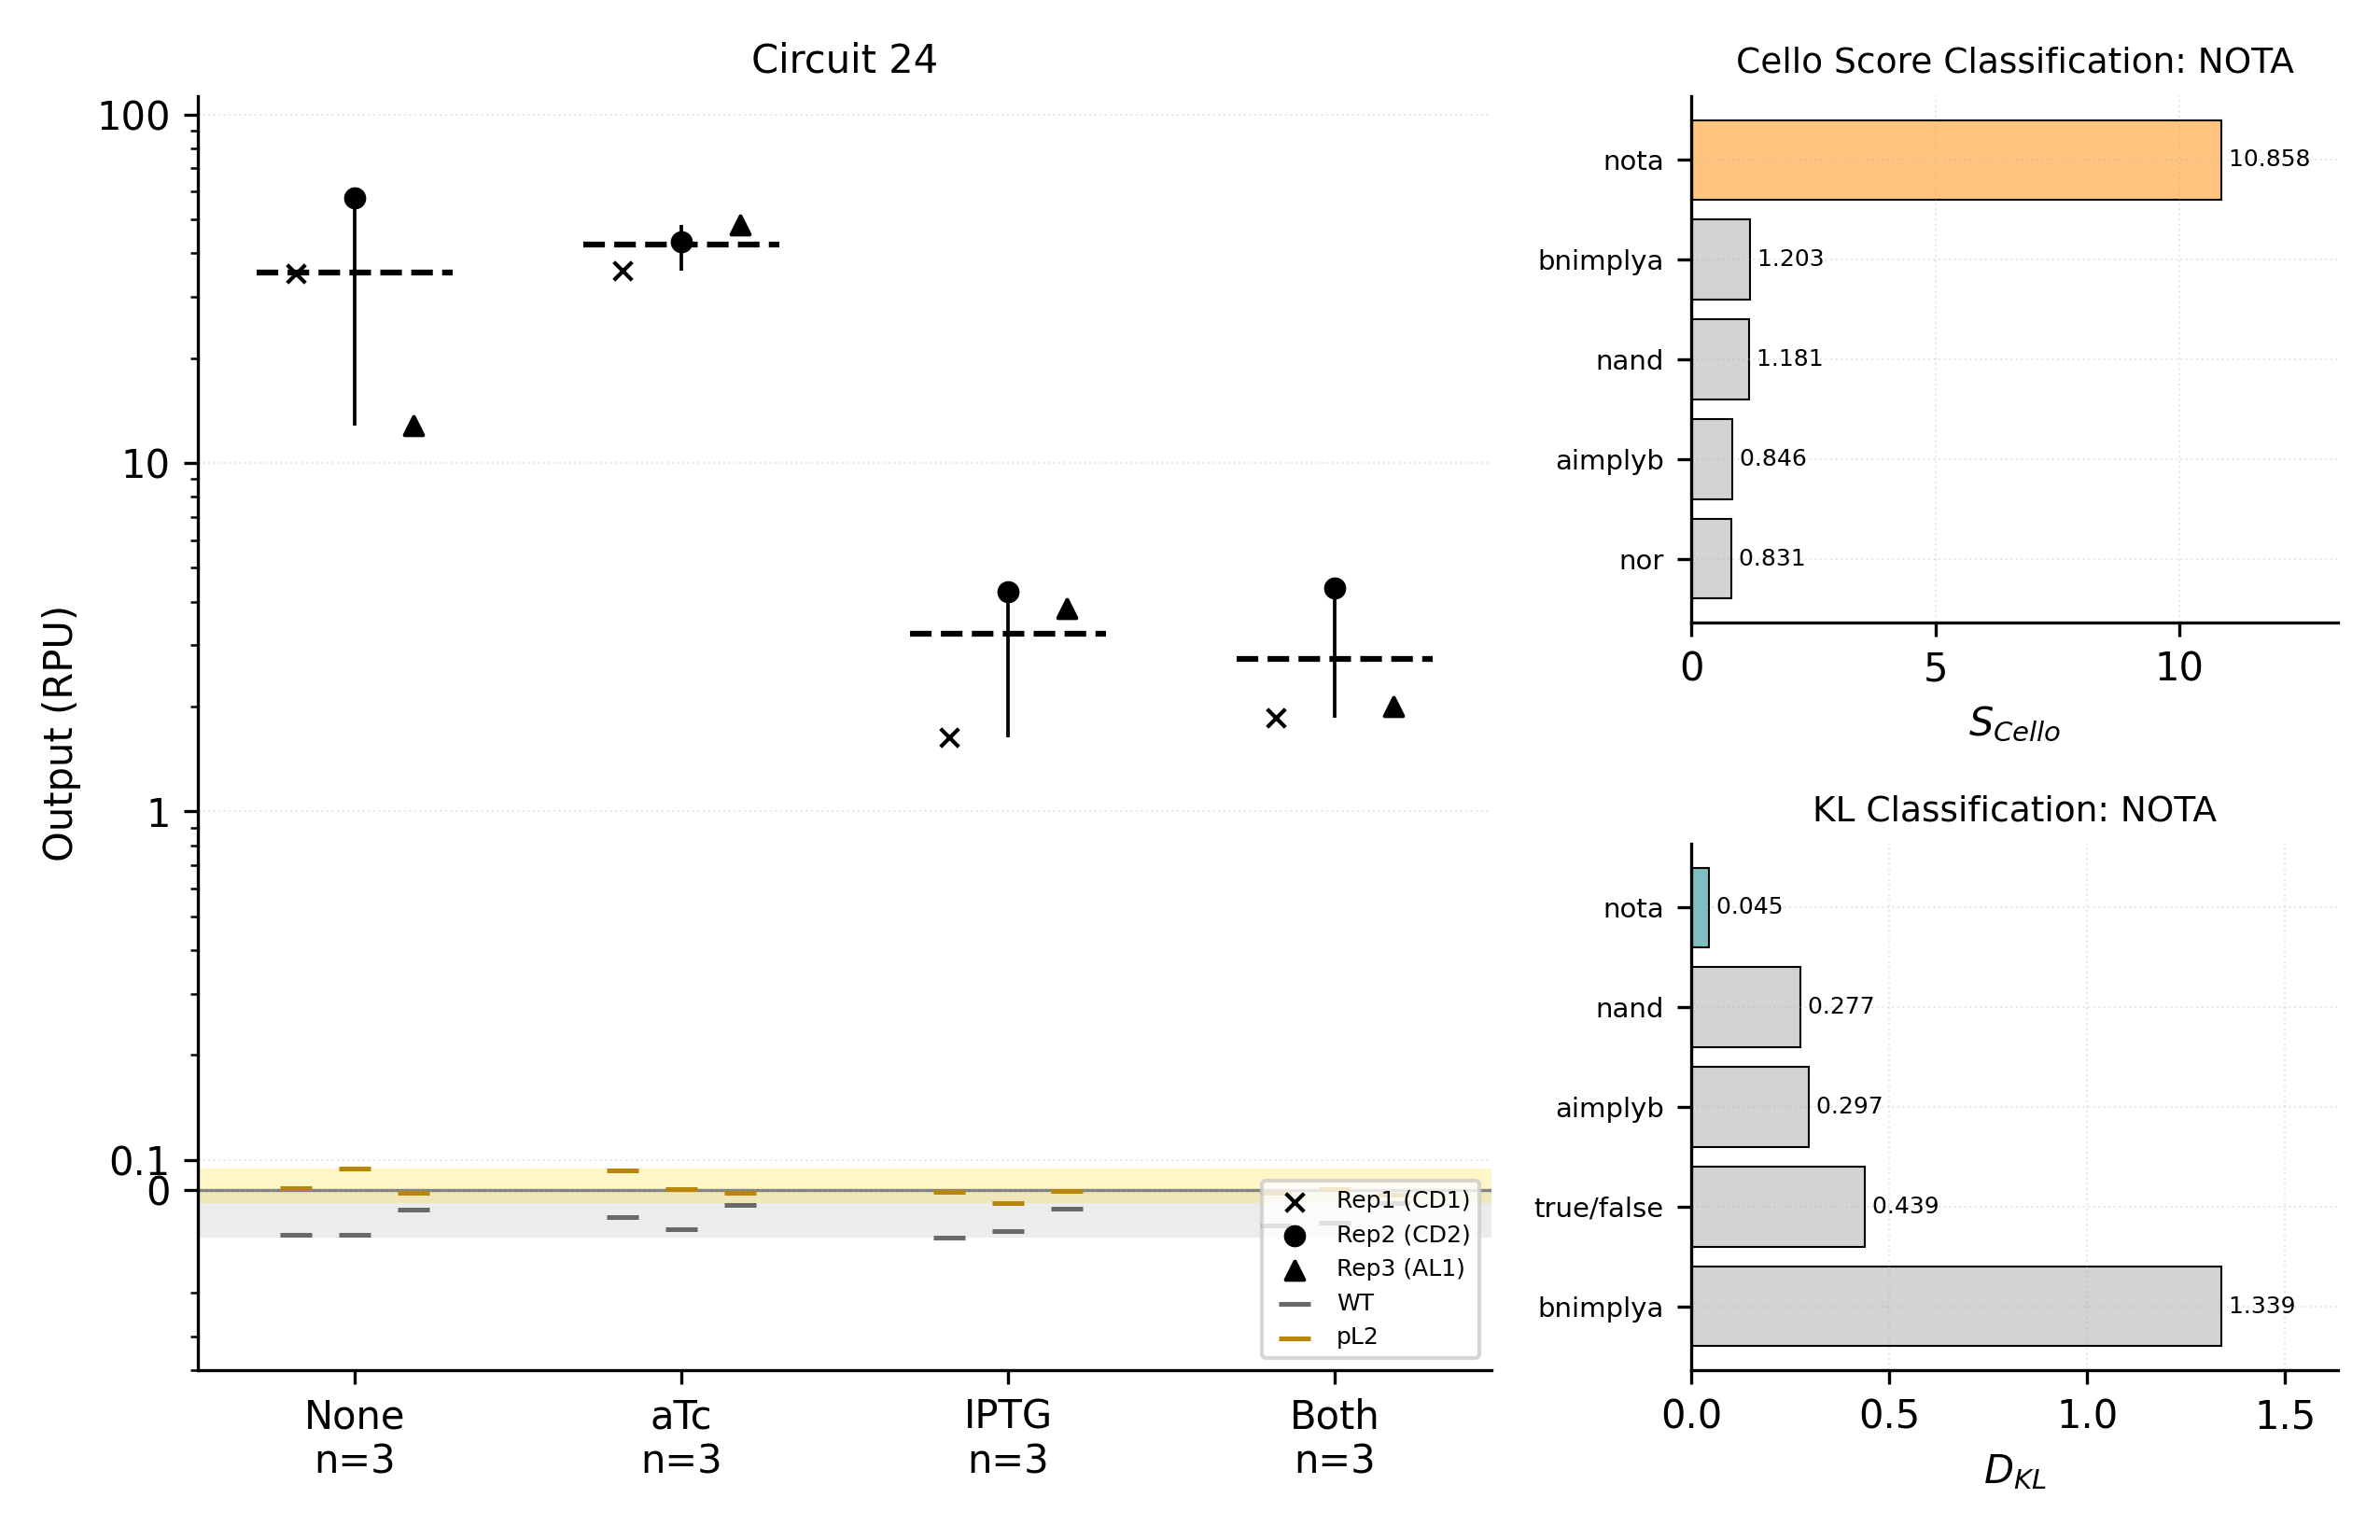 Circuit 24
Output (RPU)
100
10
1
0.1
0
None
n=3
aTc
n=3
IPTG
n=3
Both
n=3
Rep1 (CD1)
Rep2 (CD2)
Rep3 (AL1)
WT
pL2
Cello Score Classification: NOTA
nota
10.858
bnimplya
1.203
nand
1.181
aimplyb
0.846
nor
0.831
0
5
10
S_Cello
KL Classification: NOTA
nota
0.045
nand
0.277
aimplyb
0.297
true/false
0.439
bnimplya
1.339
0.0
0.5
1.0
1.5
D_KL